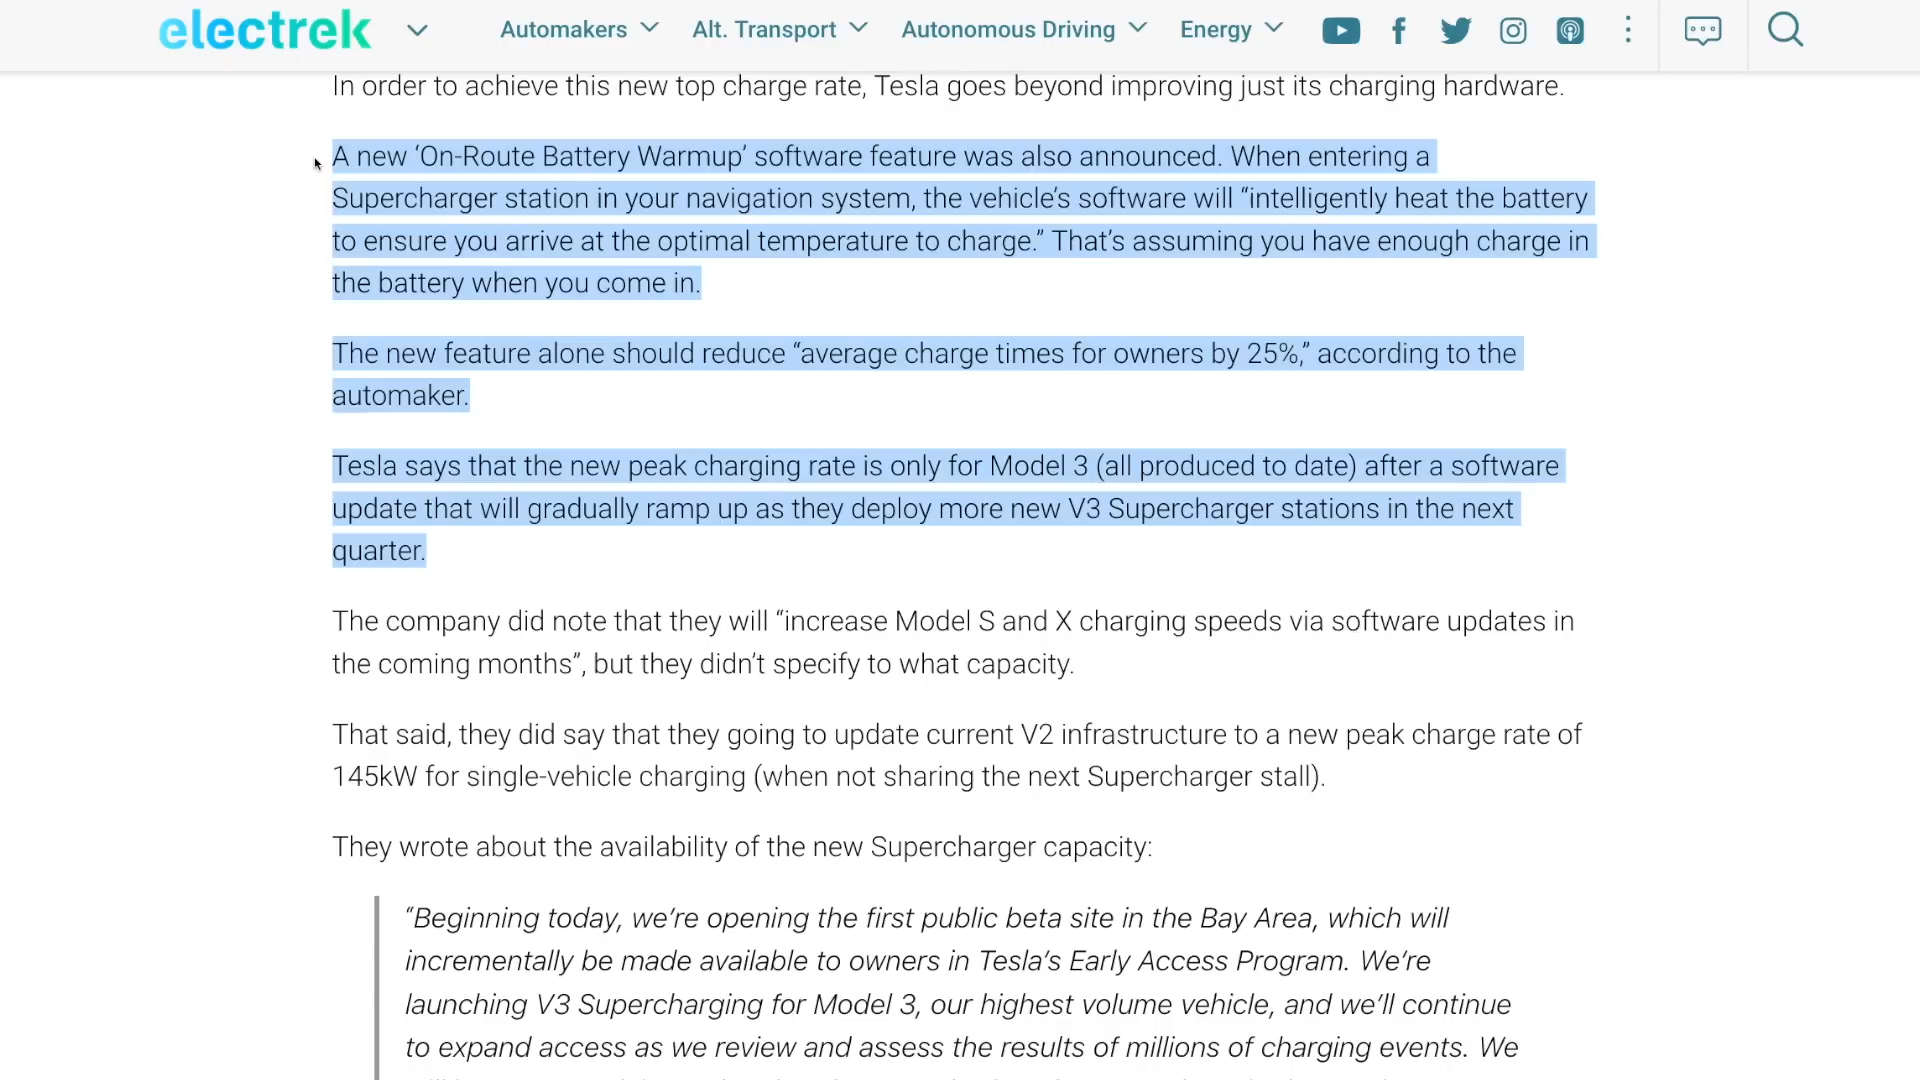 electrek
Automakers
Alt. Transport
Autonomous Driving
Energy
In order to achieve this new top charge rate, Tesla goes beyond improving just its charging hardware.
A new ‘On-Route Battery Warmup’ software feature was also announced. When entering a
Supercharger station in your navigation system, the vehicle’s software will “intelligently heat the battery
to ensure you arrive at the optimal temperature to charge.” That’s assuming you have enough charge in
the battery when you come in.
The new feature alone should reduce “average charge times for owners by 25%,” according to the
automaker.
Tesla says that the new peak charging rate is only for Model 3 (all produced to date) after a software
update that will gradually ramp up as they deploy more new V3 Supercharger stations in the next
quarter.
The company did note that they will “increase Model S and X charging speeds via software updates in
the coming months”, but they didn’t specify to what capacity.
That said, they did say that they going to update current V2 infrastructure to a new peak charge rate of
145kW for single-vehicle charging (when not sharing the next Supercharger stall).
They wrote about the availability of the new Supercharger capacity:
“Beginning today, we’re opening the first public beta site in the Bay Area, which will
incrementally be made available to owners in Tesla’s Early Access Program. We’re
launching V3 Supercharging for Model 3, our highest volume vehicle, and we’ll continue
to expand access as we review and assess the results of millions of charging events. We